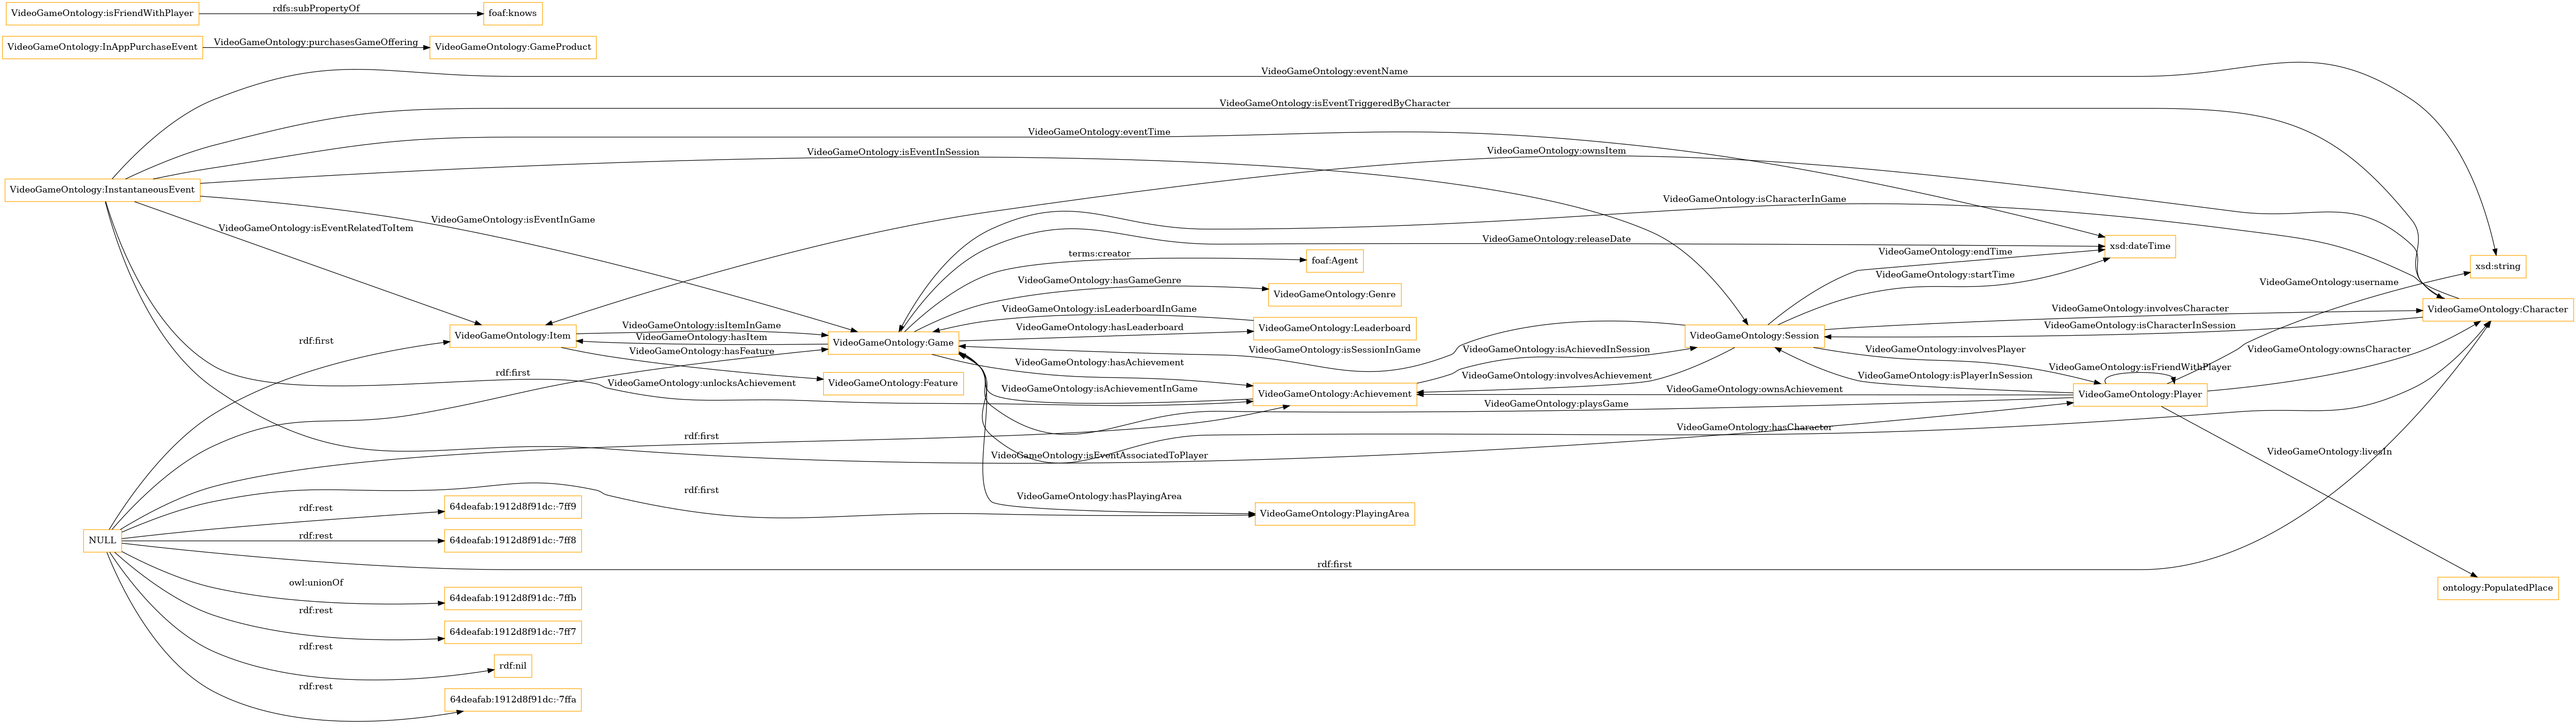 VideoGameOntology:isFriendWithPlayer
rdfs:subPropertyOf
foaf:knows
VideoGameOntology:InAppPurchaseEvent
VideoGameOntology:purchasesGameOffering
VideoGameOntology:GameProduct
VideoGameOntology:eventName
VideoGameOntology:isEventTriggeredByCharacter
VideoGameOntology:eventTime
VideoGameOntology:isEventInSession
VideoGameOntology:ownsItem
VideoGameOntology:InstantaneousEvent
VideoGameOntology:isCharacterInGame
VideoGameOntology:isEventInGame
VideoGameOntology:isEventRelatedToItem
VideoGameOntology:releaseDate
xsd:dateTime
VideoGameOntology:endTime
terms:creator
foaf:Agent
xsd:string
VideoGameOntology:startTime
VideoGameOntology:username
VideoGameOntology:hasGameGenre
VideoGameOntology:Genre
VideoGameOntology:isLeaderboardInGame
VideoGameOntology:involvesCharacter
VideoGameOntology:Character
VideoGameOntology:isItemInGame
VideoGameOntology:hasLeaderboard
VideoGameOntology:Leaderboard
VideoGameOntology:isCharacterInSession
VideoGameOntology:Item
VideoGameOntology:hasItem
VideoGameOntology:Game
VideoGameOntology:Session
rdf:first
VideoGameOntology:hasFeature
VideoGameOntology:isSessionInGame
VideoGameOntology:isAchievedInSession
VideoGameOntology:involvesPlayer
VideoGameOntology:ownsCharacter
VideoGameOntology:hasAchievement
VideoGameOntology:isFriendWithPlayer
rdf:first
VideoGameOntology:unlocksAchievement
VideoGameOntology:Feature
VideoGameOntology:involvesAchievement
VideoGameOntology:isPlayerInSession
VideoGameOntology:isAchievementInGame
VideoGameOntology:Achievement
VideoGameOntology:ownsAchievement
VideoGameOntology:Player
VideoGameOntology:playsGame
VideoGameOntology:hasCharacter
rdf:first
VideoGameOntology:isEventAssociatedToPlayer
VideoGameOntology:livesIn
rdf:first
VideoGameOntology:hasPlayingArea
rdf:rest
64deafab:1912d8f91dc:-7ff9
VideoGameOntology:PlayingArea
NULL
rdf:rest
64deafab:1912d8f91dc:-7ff8
rdf:first
owl:unionOf
ontology:PopulatedPlace
64deafab:1912d8f91dc:-7ffb
rdf:rest
64deafab:1912d8f91dc:-7ff7
rdf:rest
rdf:nil
rdf:rest
64deafab:1912d8f91dc:-7ffa